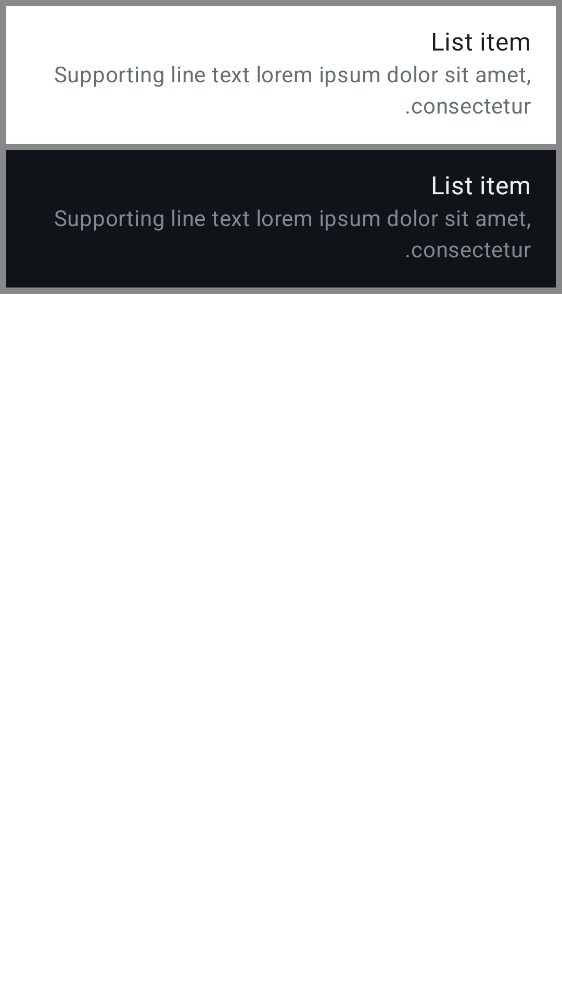 List item
Supporting line text lorem ipsum dolor sit amet,
.consectetur
List item
Supporting line text lorem ipsum dolor sit amet,
.consectetur